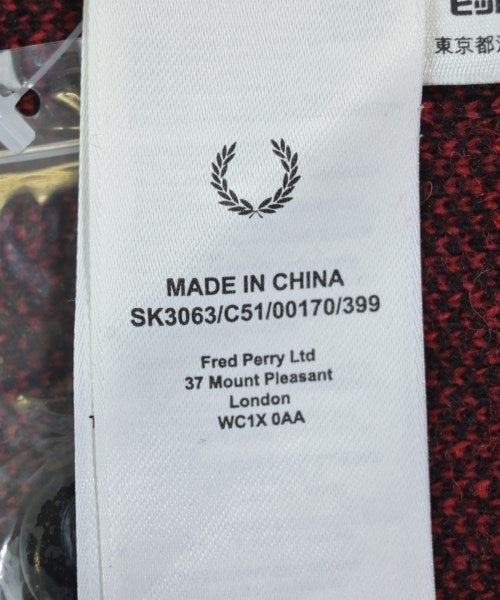 東京都
MADE IN CHINA
SK3063/C51/00170/399
Fred Perry Ltd
37 Mount Pleasant
London
WC1X 0AA